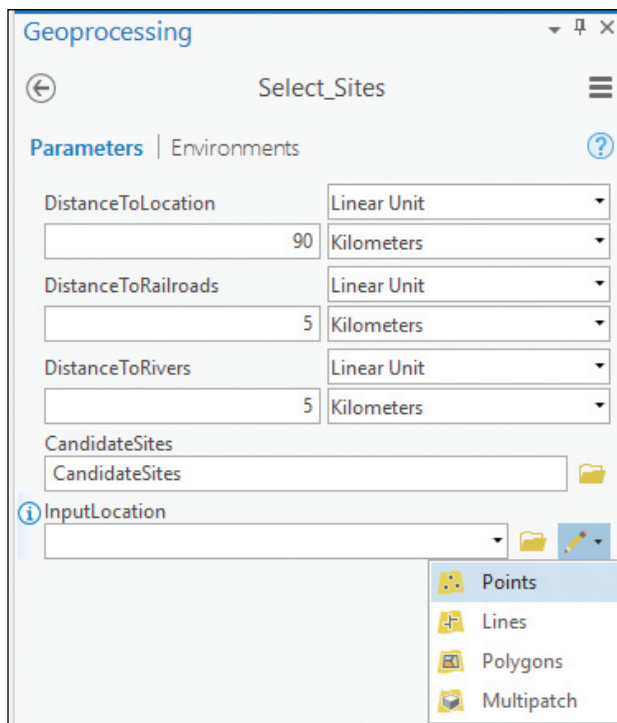 Geoprocessing
Select_Sites
Parameters | Environments
DistanceToLocation Linear Unit
90 Kilometers
DistanceToRailroads Linear Unit
5 Kilometers
DistanceToRivers Linear Unit
5 Kilometers
CandidateSites
CandidateSites
InputLocation
Points
Lines
Polygons
Multipatch